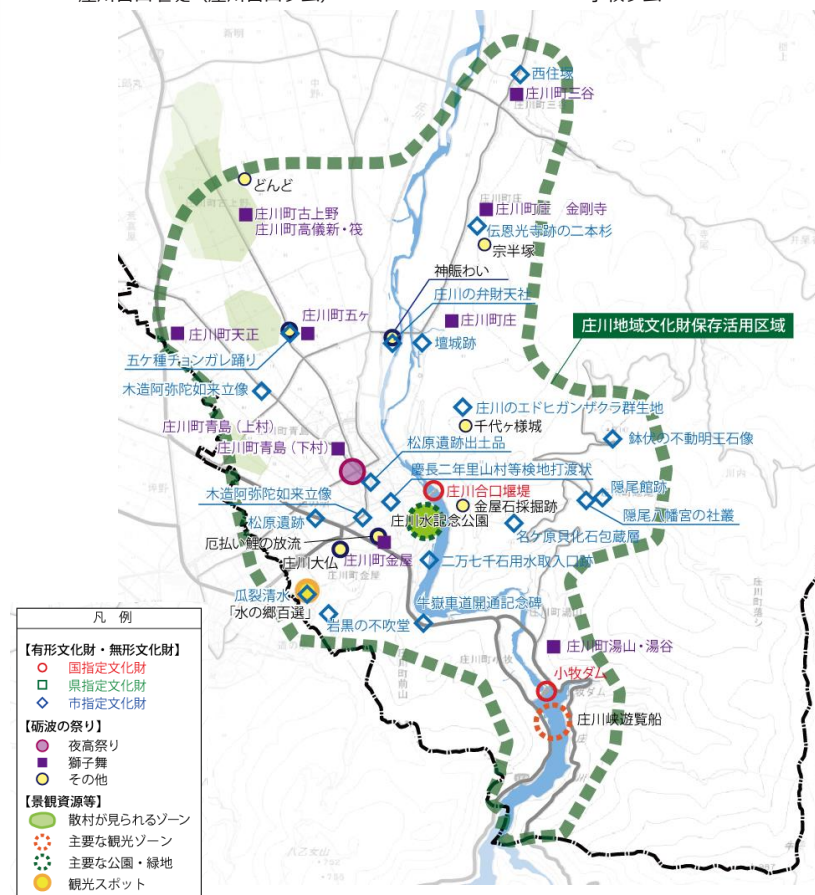 小牧ダム
西住塚
庄川町三谷
どんど
庄川町古上野
庄川町高儀新・筏
庄川町庄　金剛寺
伝恩光寺跡の二本杉
宗半塚
神賑わい
庄川の弁財天社
庄川町五ヶ
庄川町天正
庄川町庄
庄川地域文化財保存活用区域
五ケ種チョンガレ踊り
壇城跡
木造阿弥陀如来立像
庄川のエドヒガンザクラ群生地
千代ヶ様城
庄川町青島（上村）
庄川町青島（下村）
松原遺跡出土品
鉢伏の不動明王石像
慶長二年里山村等検地打渡状
木造阿弥陀如来立像
庄川合口堰堤
隠尾館跡
金屋石採掘跡
松原遺跡
庄川水記念公園
隠尾八幡宮の社叢
名ケ原貝化石包蔵層
厄払い鯉の放流
庄川大仏
庄川町金屋
二万七千石用水取入口跡
庄川町金屋
瓜裂清水
「水の郷百選」
牛嶽車道開通記念碑
岩黒の不吹堂
庄川町湯山・湯谷
小牧ダム
庄川峡遊覧船
凡　例
【有形文化財・無形文化財】
国指定文化財
県指定文化財
市指定文化財
【砺波の祭り】
夜高祭り
獅子舞
その他
【景観資源等】
散村が見られるゾーン
主要な観光ゾーン
主要な公園・緑地
観光スポット